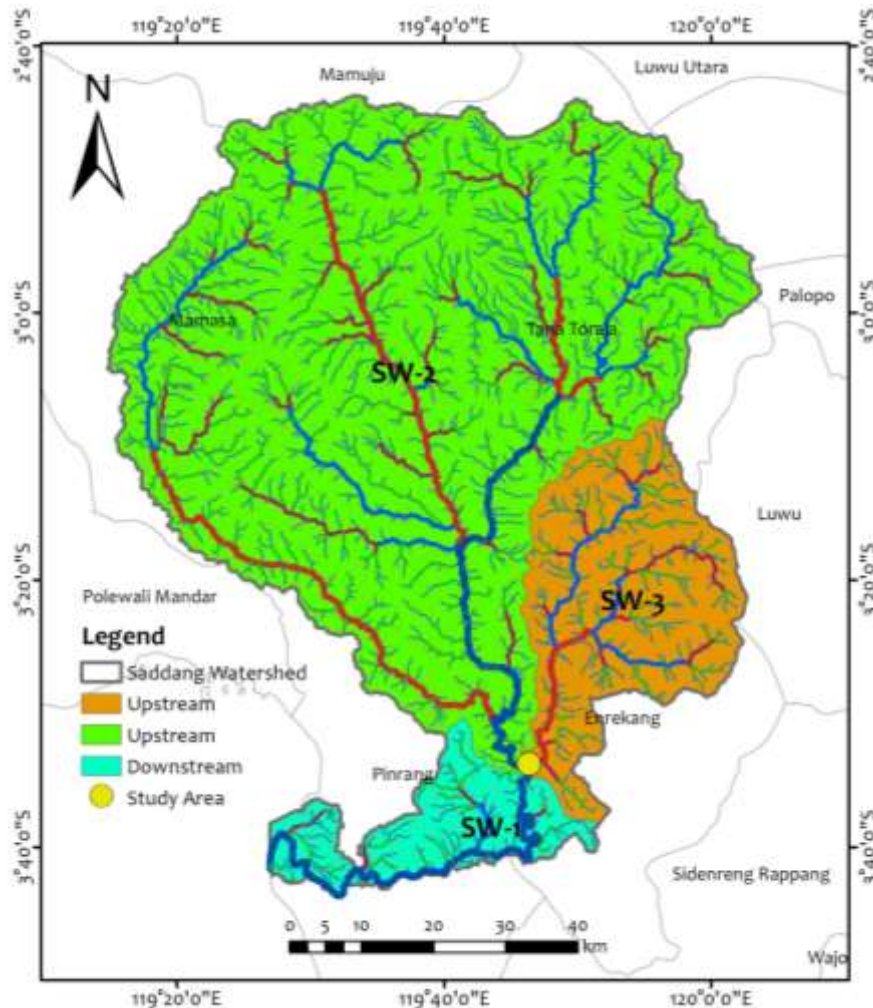 119°20'0"E 119°40'0"E 120°0'0"E
2°40'0"S 2°40'0"S
Mamuju Luwu Utara
N
Palopo
3°0'0"S 3°0'0"S
Mamasa Tana Toraja
SW-2
Luwu
3°20'0"S 3°20'0"S
Polewali Mandar
SW-3
Legend
Saddang Watershed
Upstream
Upstream
Downstream
Study Area
Enrekang
Pinrang
SW-1
3°40'0"S 3°40'0"S
Sidenreng Rappang
0 5 10 20 30 40
km
Wajo
119°20'0"E 119°40'0"E 120°0'0"E